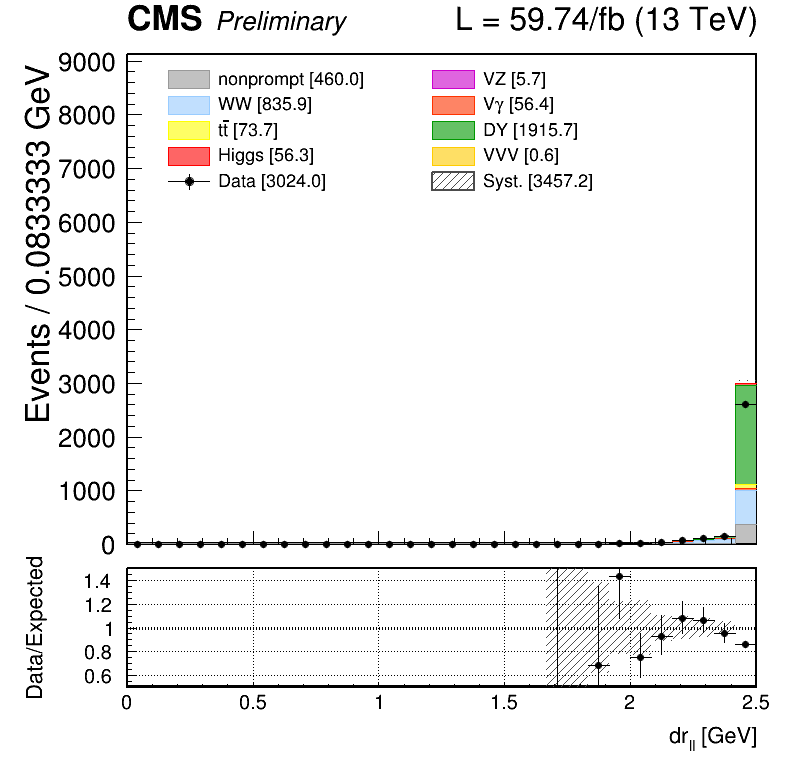 CMS Preliminary L = 59.74/fb (13 TeV)
Events / 0.0833333 GeV
9000
8000
7000
6000
5000
4000
3000
2000
1000
0
nonprompt [460.0]
WW [835.9]
tt̄ [73.7]
Higgs [56.3]
Data [3024.0]
VZ [5.7]
Vγ [56.4]
DY [1915.7]
VVV [0.6]
Syst. [3457.2]
Data/Expected
1.4
1.2
1
0.8
0.6
0 0.5 1 1.5 2 2.5
dr_ll [GeV]